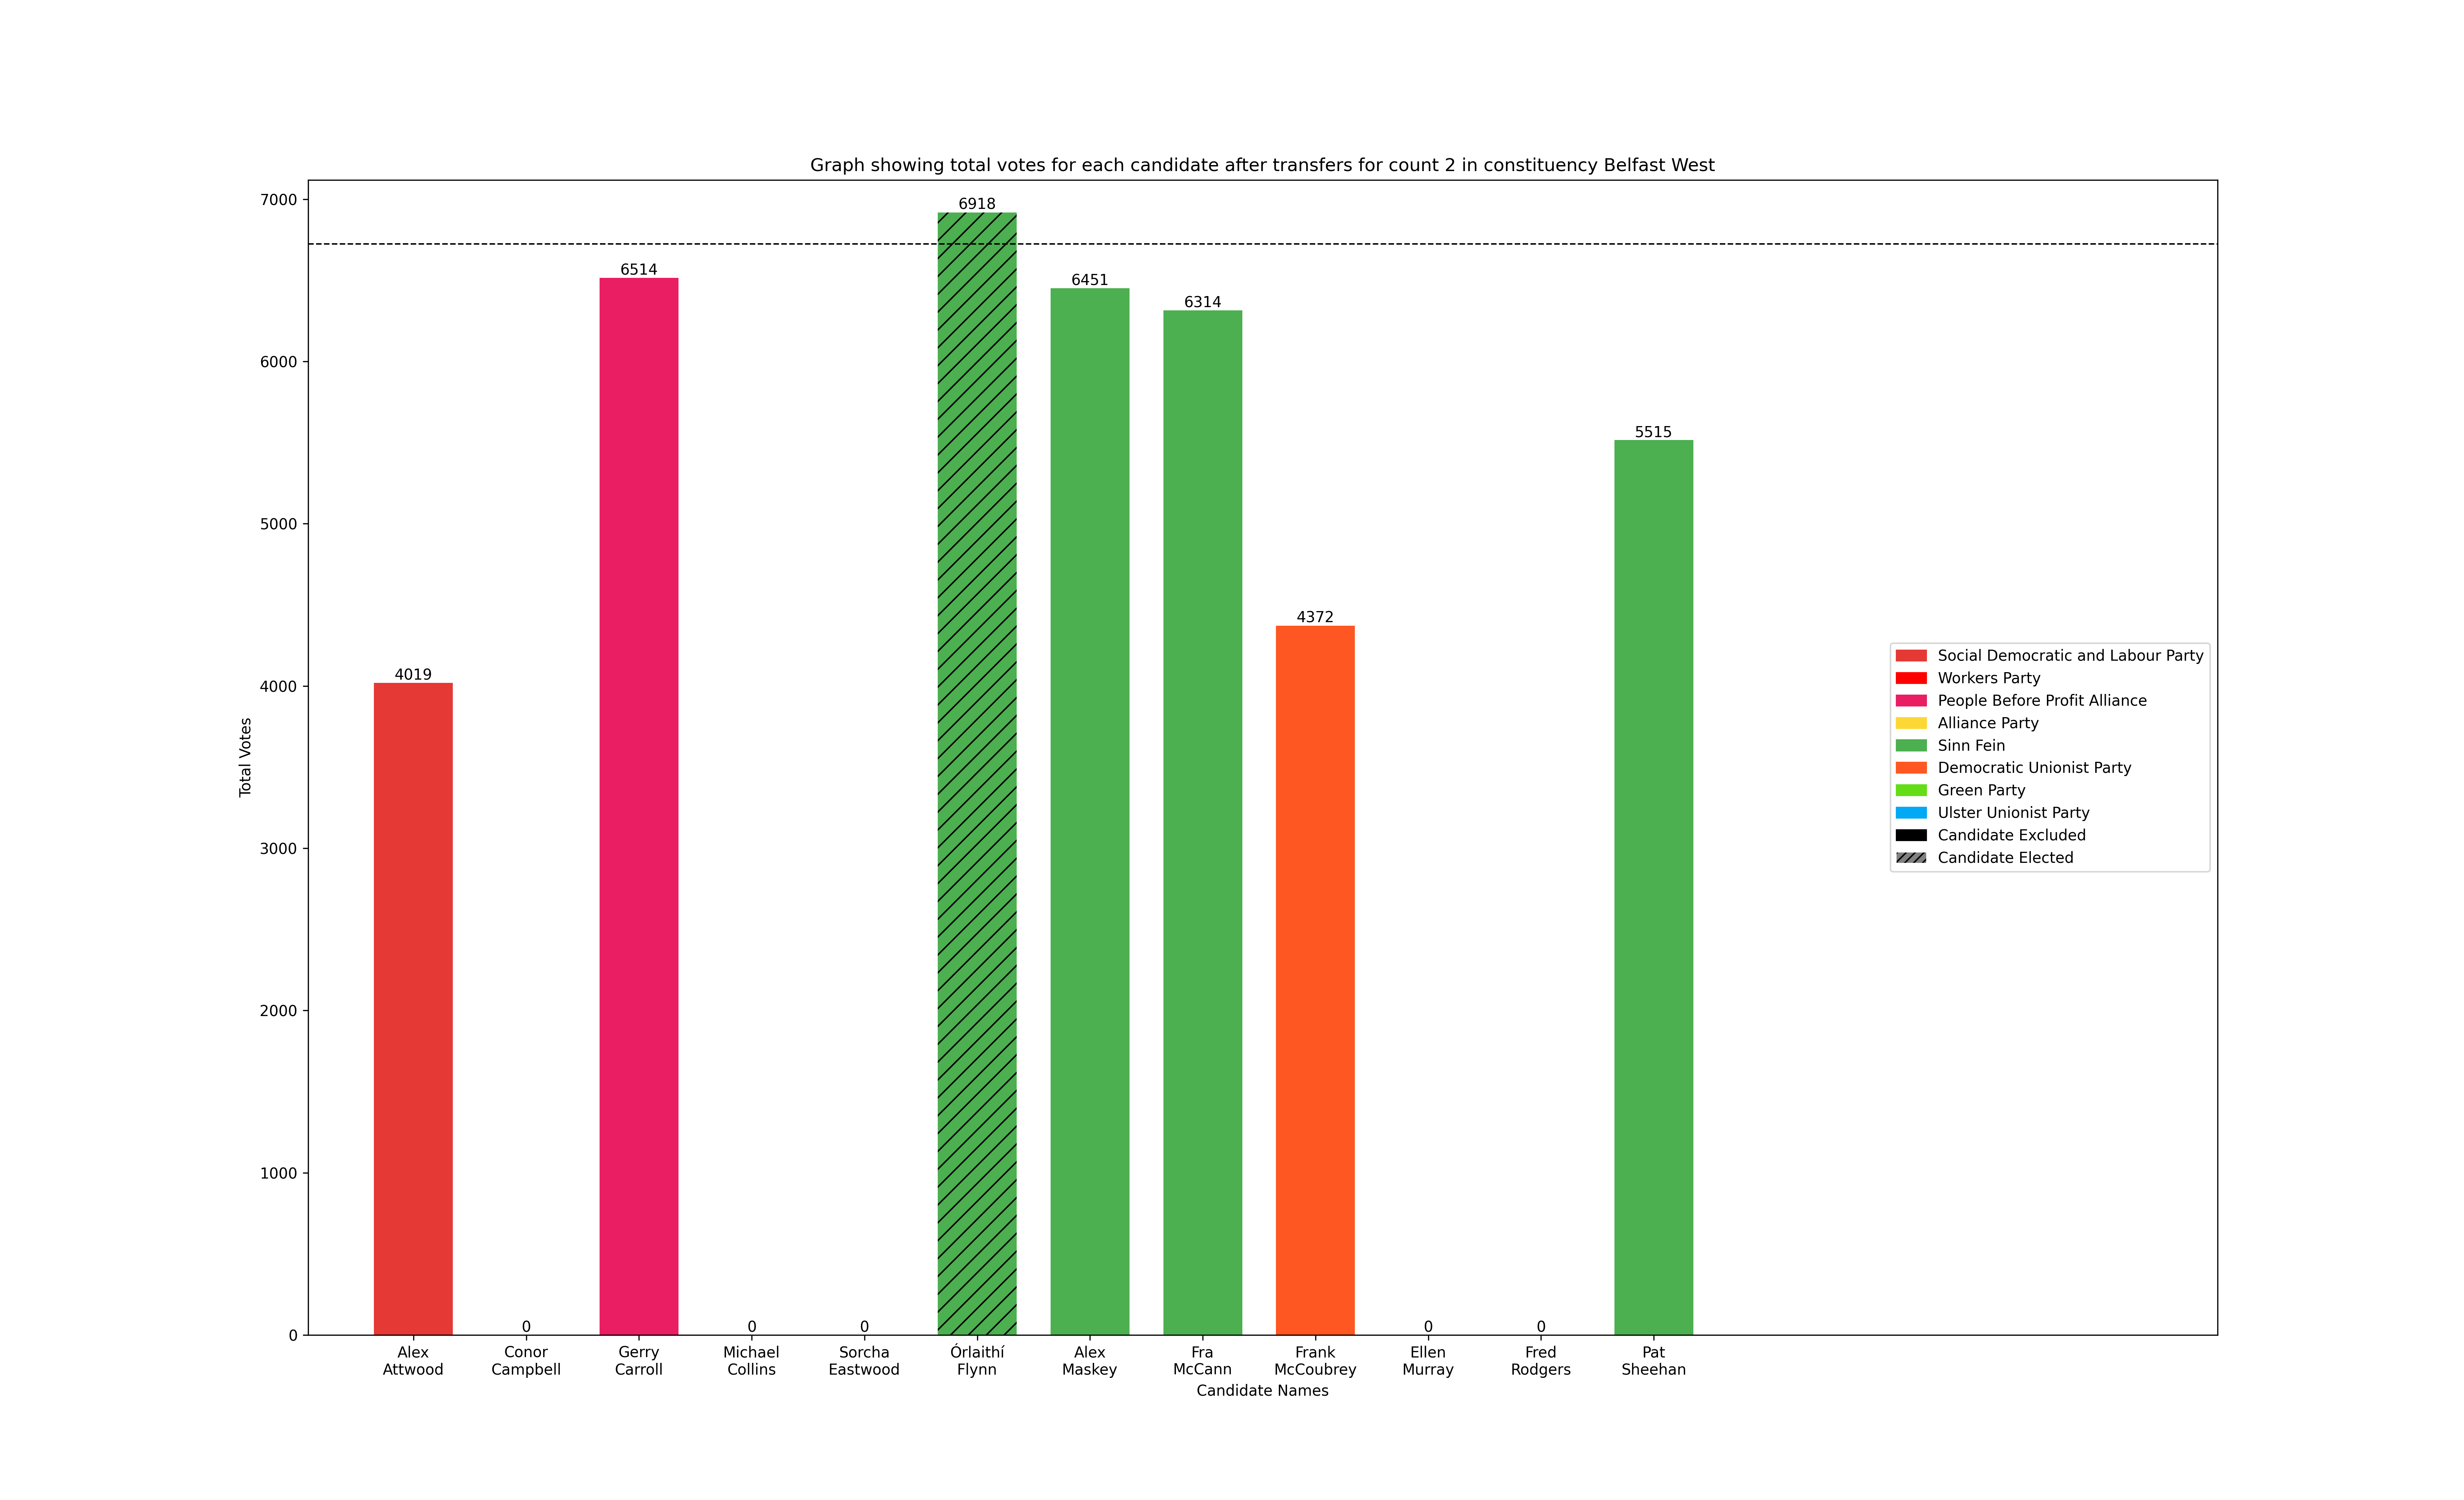 Graph showing total votes for each candidate after transfers for count 2 in constituency Belfast West
Total Votes
7000
6000
5000
4000
3000
2000
1000
0
4019
0
6514
0
0
6918
6451
6314
4372
0
0
5515
Alex
Attwood
Conor
Campbell
Gerry
Carroll
Michael
Collins
Sorcha
Eastwood
Órlaithí
Flynn
Alex
Maskey
Fra
McCann
Frank
McCoubrey
Ellen
Murray
Fred
Rodgers
Pat
Sheehan
Candidate Names
Social Democratic and Labour Party
Workers Party
People Before Profit Alliance
Alliance Party
Sinn Fein
Democratic Unionist Party
Green Party
Ulster Unionist Party
Candidate Excluded
Candidate Elected